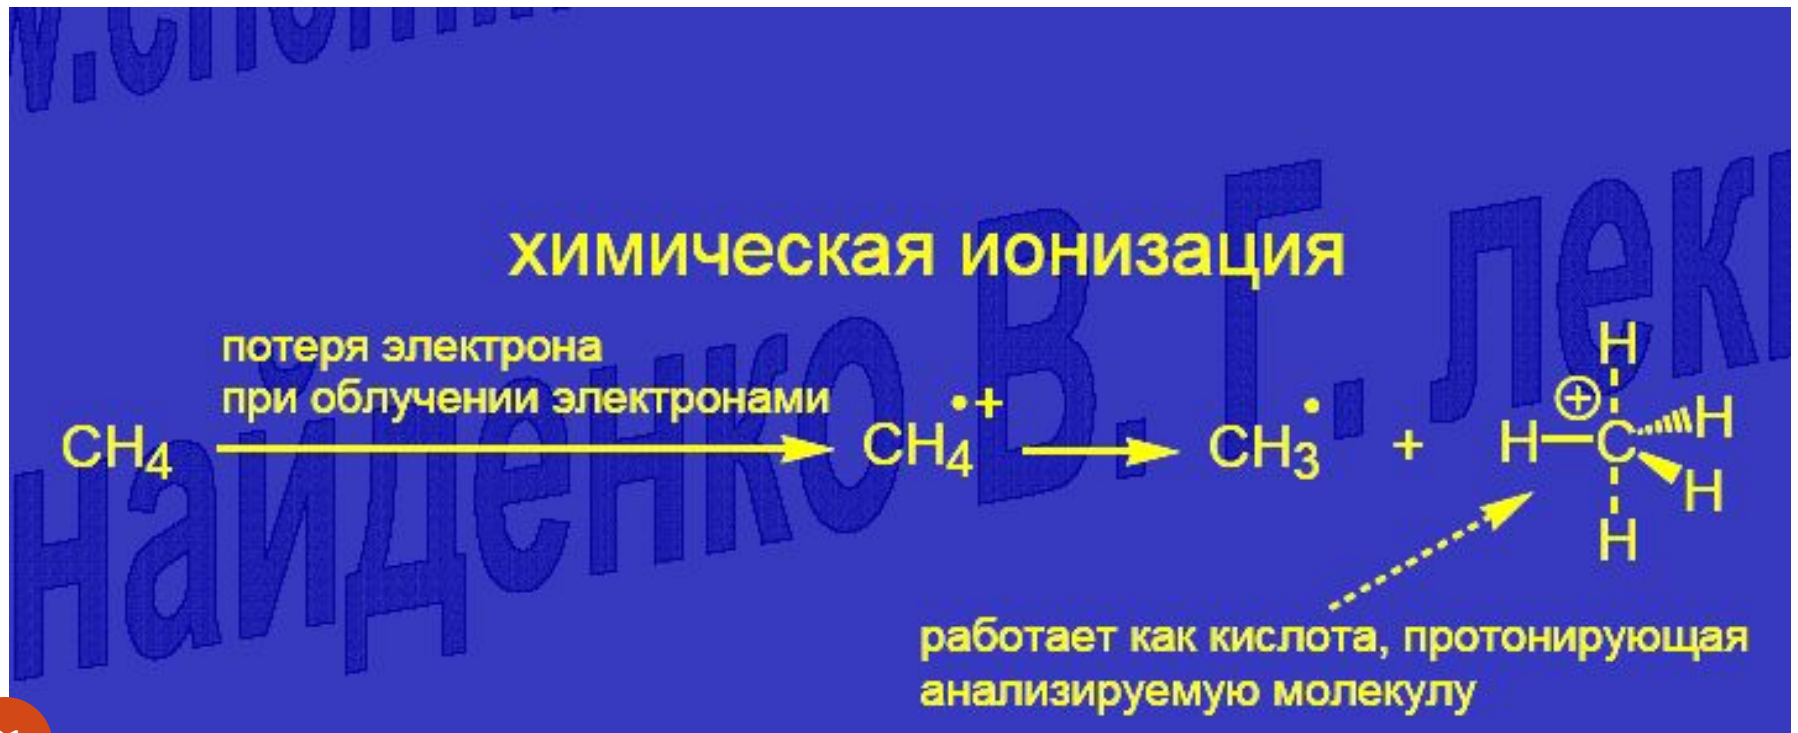 химическая ионизация
потеря электрона
при облучении электронами
CH₄ → CH₄•+ → CH₃• + H H C H H H ⊕
работает как кислота, протонирующая
анализируемую молекулу
найденко В. Г.